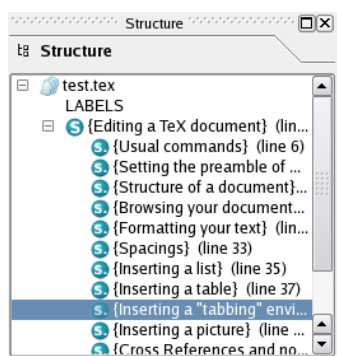 Structure
Structure
test.tex
LABELS
{Editing a TeX document} (lin...
{Usual commands} (line 6)
{Setting the preamble of ...
{Structure of a document}...
{Browsing your document...
{Formatting your text} (lin...
{Spacings} (line 33)
{Inserting a list} (line 35)
{Inserting a table} (line 37)
{Inserting a "tabbing" envi...
{Inserting a picture} (line ...
{Cross References and no...